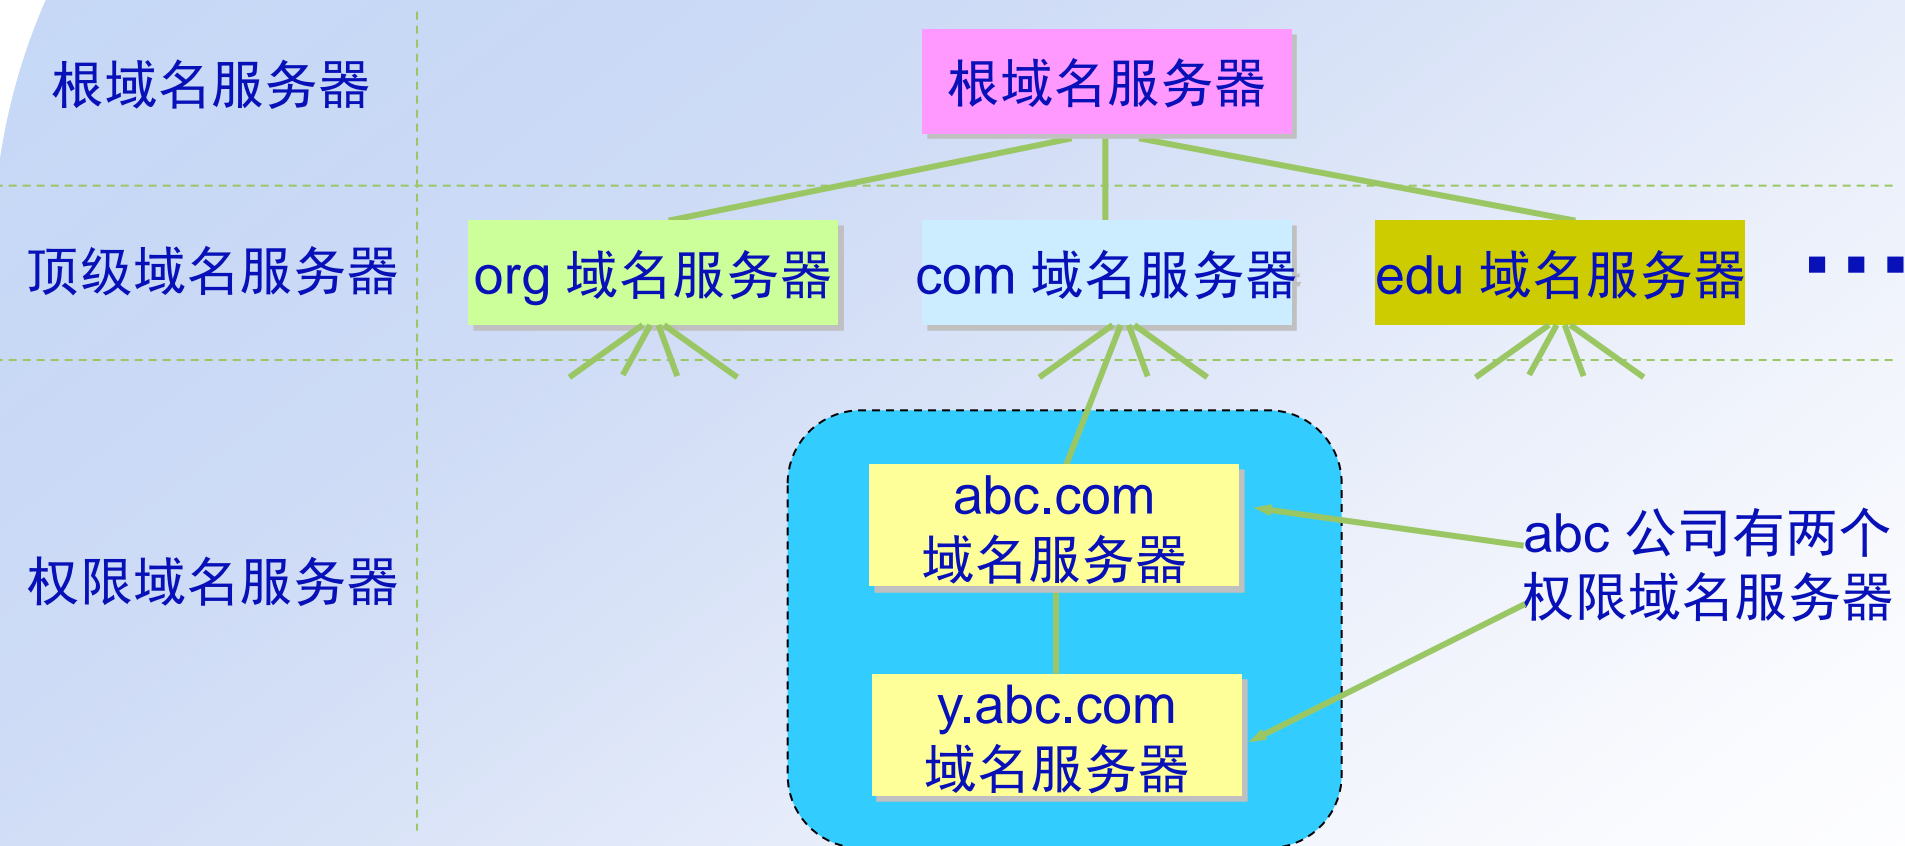 根域名服务器
根域名服务器
顶级域名服务器
org 域名服务器
com 域名服务器
edu 域名服务器
…
权限域名服务器
abc.com
域名服务器
y.abc.com
域名服务器
abc 公司有两个
权限域名服务器